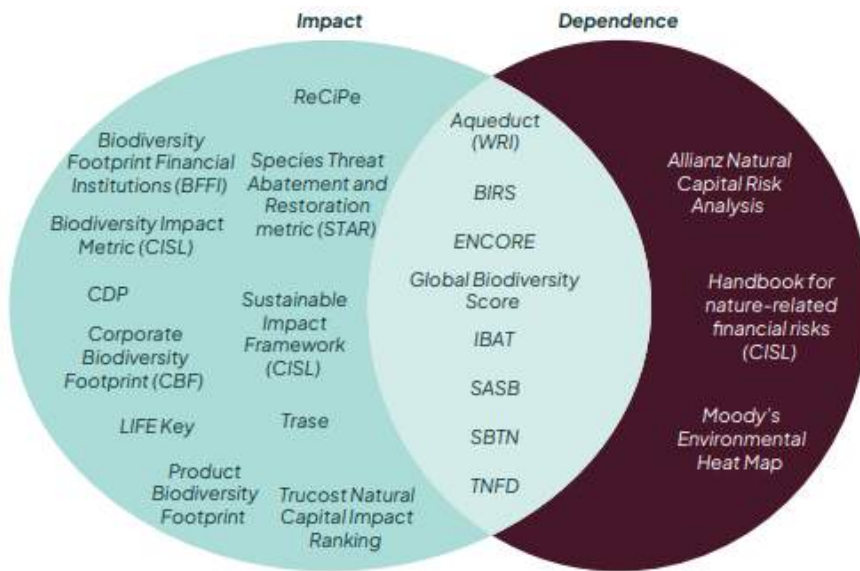 Impact
Dependence
ReCiPe
Biodiversity
Footprint Financial
Institutions (BFFI)
Species Threat
Abatement and
Restoration
metric (STAR)
Biodiversity Impact
Metric (CISL)
CDP
Sustainable
Impact
Framework
(CISL)
Corporate
Biodiversity
Footprint (CBF)
LIFE Key
Trase
Product
Biodiversity
Footprint
Trucost Natural
Capital Impact
Ranking
Aqueduct
(WRI)
BIRS
ENCORE
Global Biodiversity
Score
IBAT
SASB
SBTN
TNFD
Allianz Natural
Capital Risk
Analysis
Handbook for
nature-related
financial risks
(CISL)
Moody's
Environmental
Heat Map